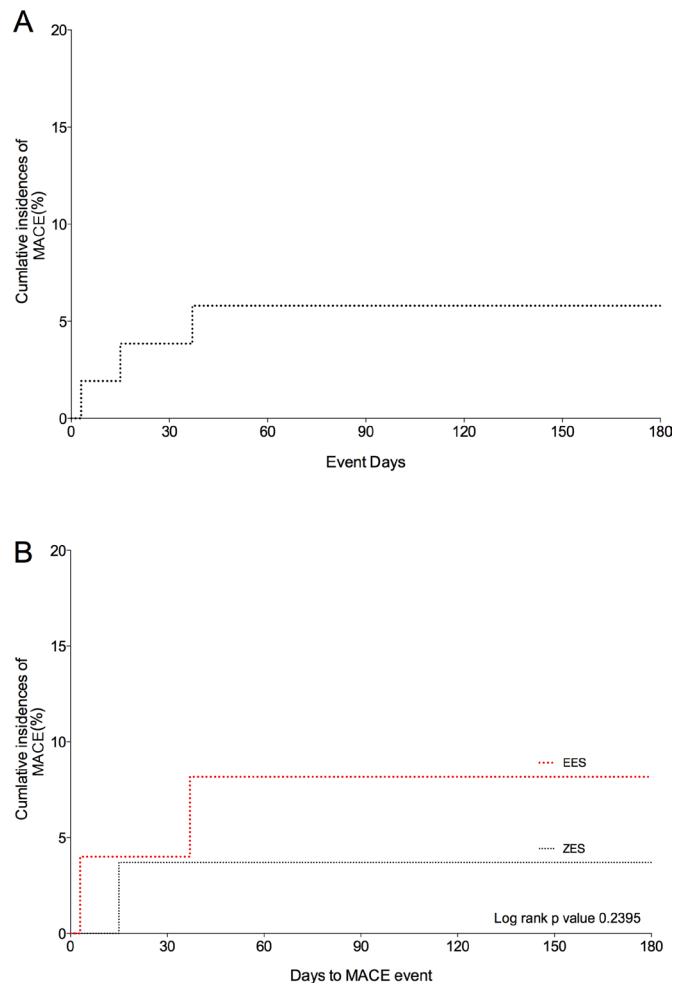 A
20
15
10
5
0
Cumlative insidences of
MACE(%)
0 30 60 90 120 150 180
Event Days
B
20
15
10
5
0
Cumlative insidences of
MACE(%)
EES
ZES
Log rank p value 0.2395
0 30 60 90 120 150 180
Days to MACE event